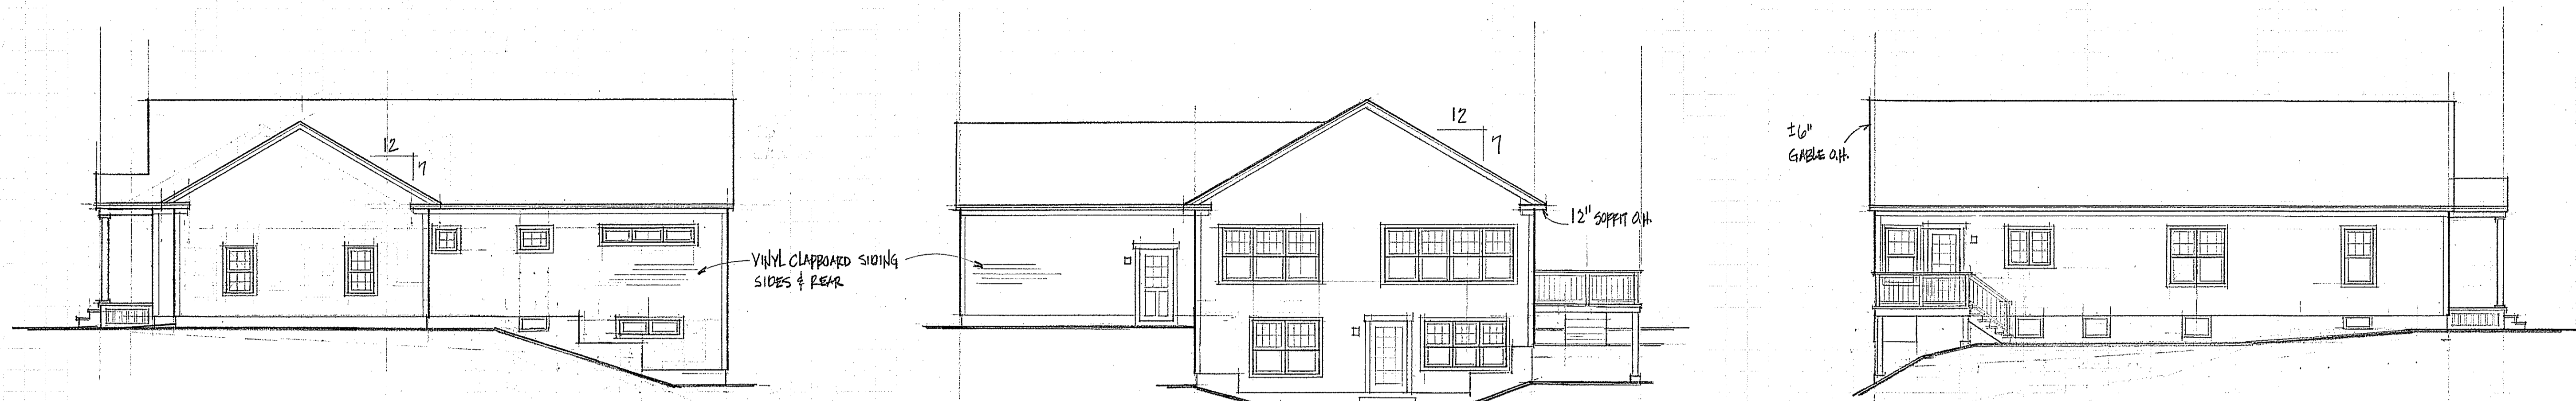 12
7
VINYL CLAPBOARD SIDING
SIDES & REAR
12
7
12" SOFFIT O.H.
±6"
GABLE O.H.